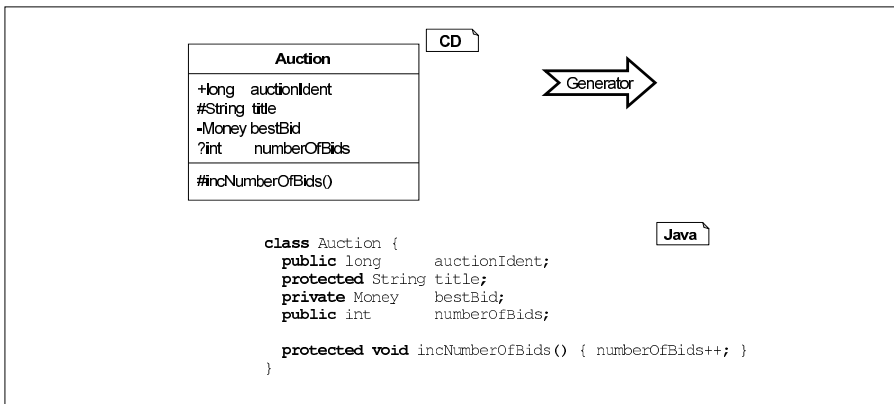 CD
Auction
+long auctionIdent
#String title
-Money bestBid
?int numberOfBids
#incNumberOfBids()
Generator
Java
class Auction {
public long auctionIdent;
protected String title;
private Money bestBid;
public int numberOfBids;
protected void incNumberOfBids() { numberOfBids++; }
}